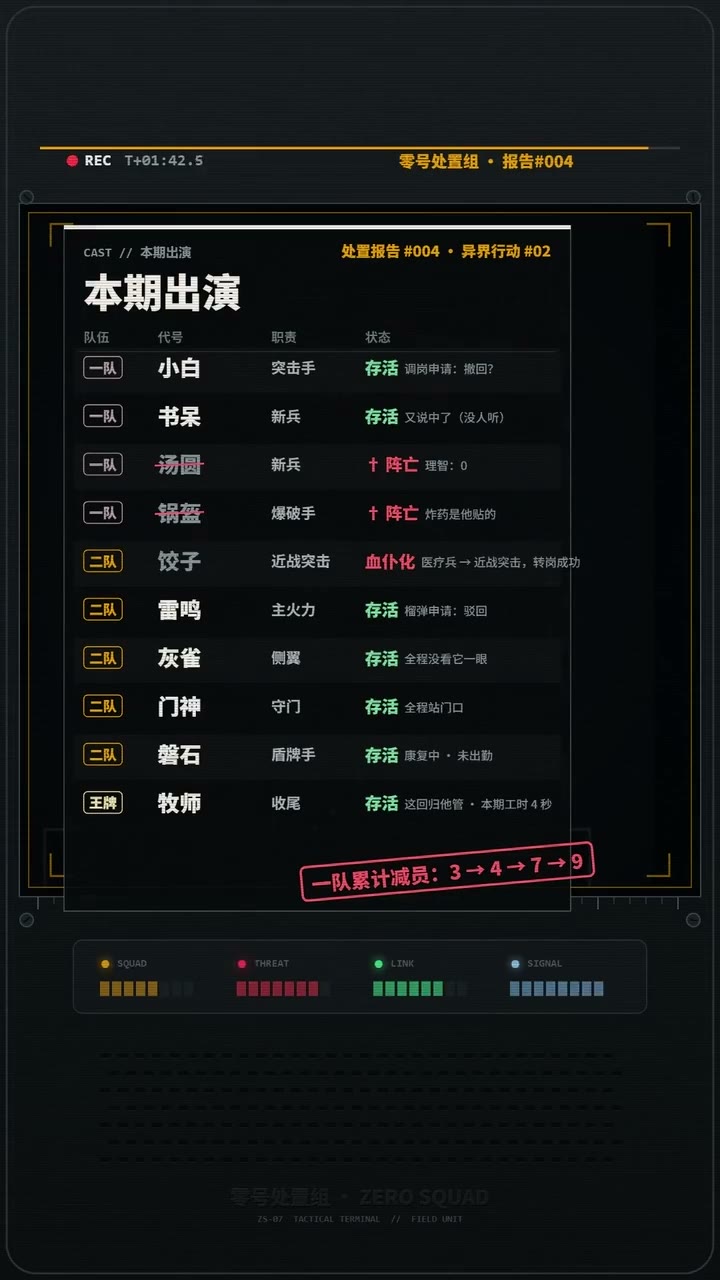 REC T+01:42.5 零号处置组 · 报告#004
CAST // 本期出演 处置报告 #004 · 异界行动 #02
本期出演
队伍 代号 职责 状态
一队 小白 突击手 存活 调岗申请：撤回?
一队 书呆 新兵 存活 又说中了（没人听）
一队 汤圆 新兵 † 阵亡 理智：0
一队 锅盔 爆破手 † 阵亡 炸药是他贴的
二队 饺子 近战突击 血仆化 医疗兵→近战突击，转岗成功
二队 雷鸣 主火力 存活 榴弹申请：驳回
二队 灰雀 侧翼 存活 全程没看它一眼
二队 门神 守门 存活 全程站门口
二队 磐石 盾牌手 存活 康复中 · 未出勤
王牌 牧师 收尾 存活 这回归他管 · 本期工时 4 秒
一队累计减员：3→4→7→9
SQUAD THREAT LINK SIGNAL
零号处置组 · ZERO SQUAD
ZS-07 TACTICAL TERMINAL // FIELD UNIT